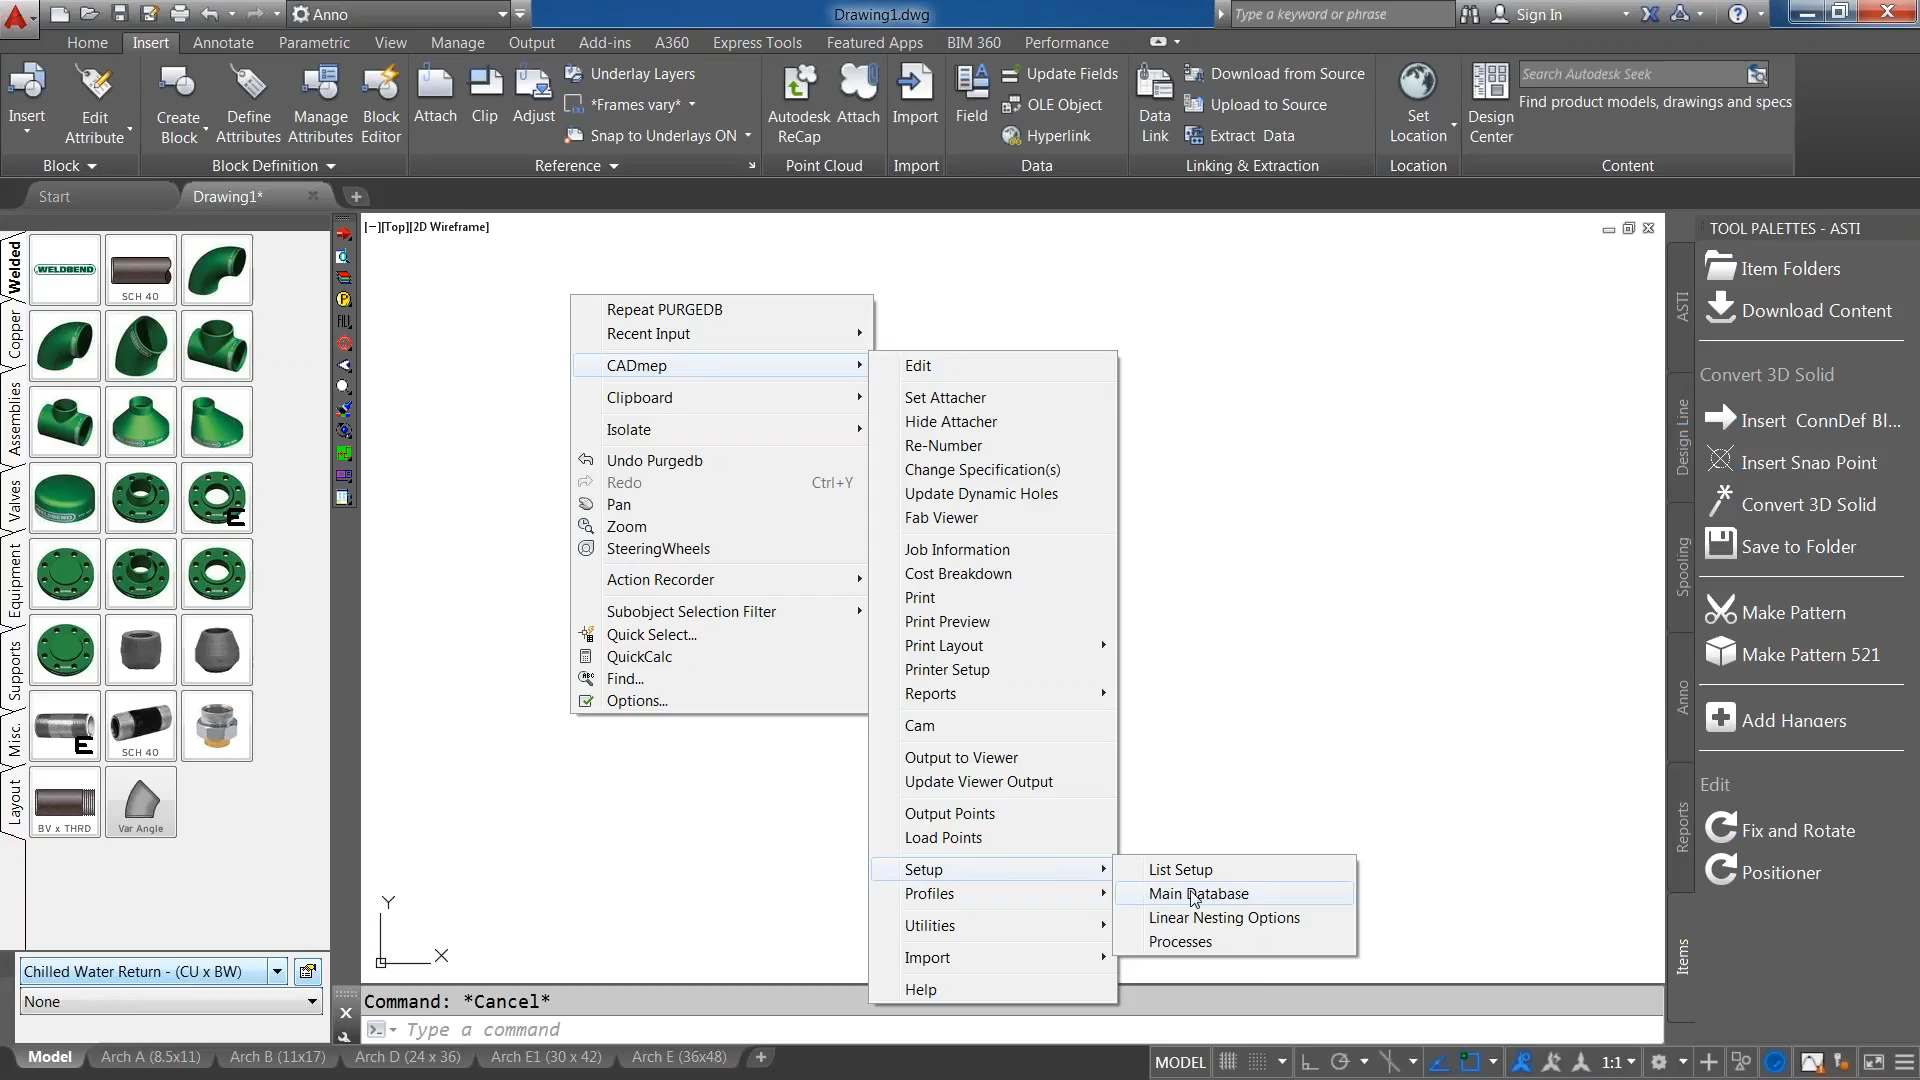 Anno
Drawing1.dwg
Type a keyword or phrase
Sign In
Home
Insert
Annotate
Parametric
View
Manage
Output
Add-ins
A360
Express Tools
Featured Apps
BIM 360
Performance
Insert
Edit
Attribute
Create
Block
Define
Attributes
Manage
Attributes
Block
Editor
Attach
Clip
Adjust
Underlay Layers
*Frames vary*
Snap to Underlays ON
Autodesk
ReCap
Attach
Import
Field
Update Fields
OLE Object
Hyperlink
Data
Link
Download from Source
Upload to Source
Extract Data
Set
Location
Design
Center
Search Autodesk Seek
Find product models, drawings and specs
Block
Block Definition
Reference
Point Cloud
Import
Data
Linking & Extraction
Location
Content
Start
Drawing1*
[−][Top][2D Wireframe]
Welded
Copper
Assemblies
Valves
Equipment
Supports
Misc.
Layout
WELDBEND
SCH 40
E
E
SCH 40
BV x THRD
Var Angle
P
FILL
Repeat PURGEDB
Recent Input
CADmep
Clipboard
Isolate
Undo Purgedb
Redo Ctrl+Y
Pan
Zoom
SteeringWheels
Action Recorder
Subobject Selection Filter
Quick Select...
QuickCalc
Find...
Options...
Edit
Set Attacher
Hide Attacher
Re-Number
Change Specification(s)
Update Dynamic Holes
Fab Viewer
Job Information
Cost Breakdown
Print
Print Preview
Print Layout
Printer Setup
Reports
Cam
Output to Viewer
Update Viewer Output
Output Points
Load Points
Setup
Profiles
Utilities
Import
Help
List Setup
Main Database
Linear Nesting Options
Processes
Y
X
TOOL PALETTES - ASTI
Item Folders
Download Content
Convert 3D Solid
Insert ConnDef Bl...
Insert Snap Point
Convert 3D Solid
Save to Folder
Make Pattern
Make Pattern 521
Add Hangers
Edit
Fix and Rotate
Positioner
ASTI
Design Line
Spooling
Anno
Reports
Items
Chilled Water Return - (CU x BW)
None
Command: *Cancel*
Type a command
Model
Arch A (8.5x11)
Arch B (11x17)
Arch D (24 x 36)
Arch E1 (30 x 42)
Arch E (36x48)
MODEL
1:1